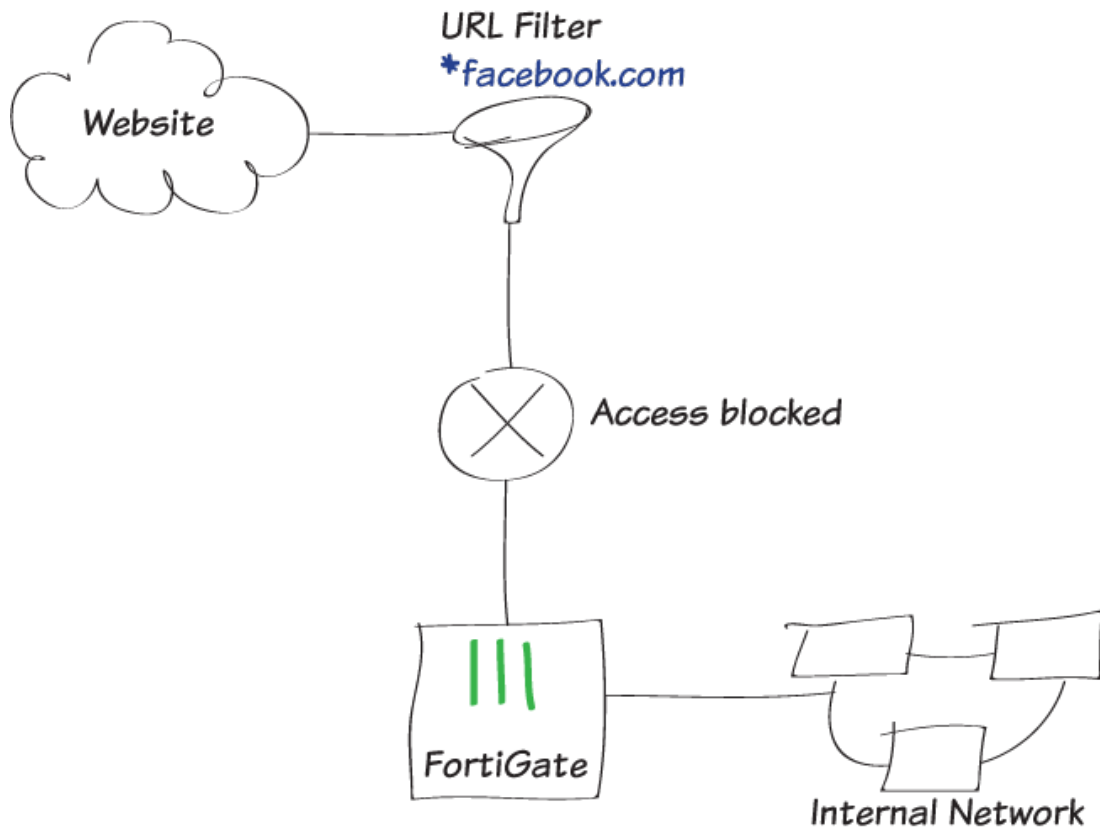 URL Filter
*facebook.com
Website
Access blocked
FortiGate
Internal Network